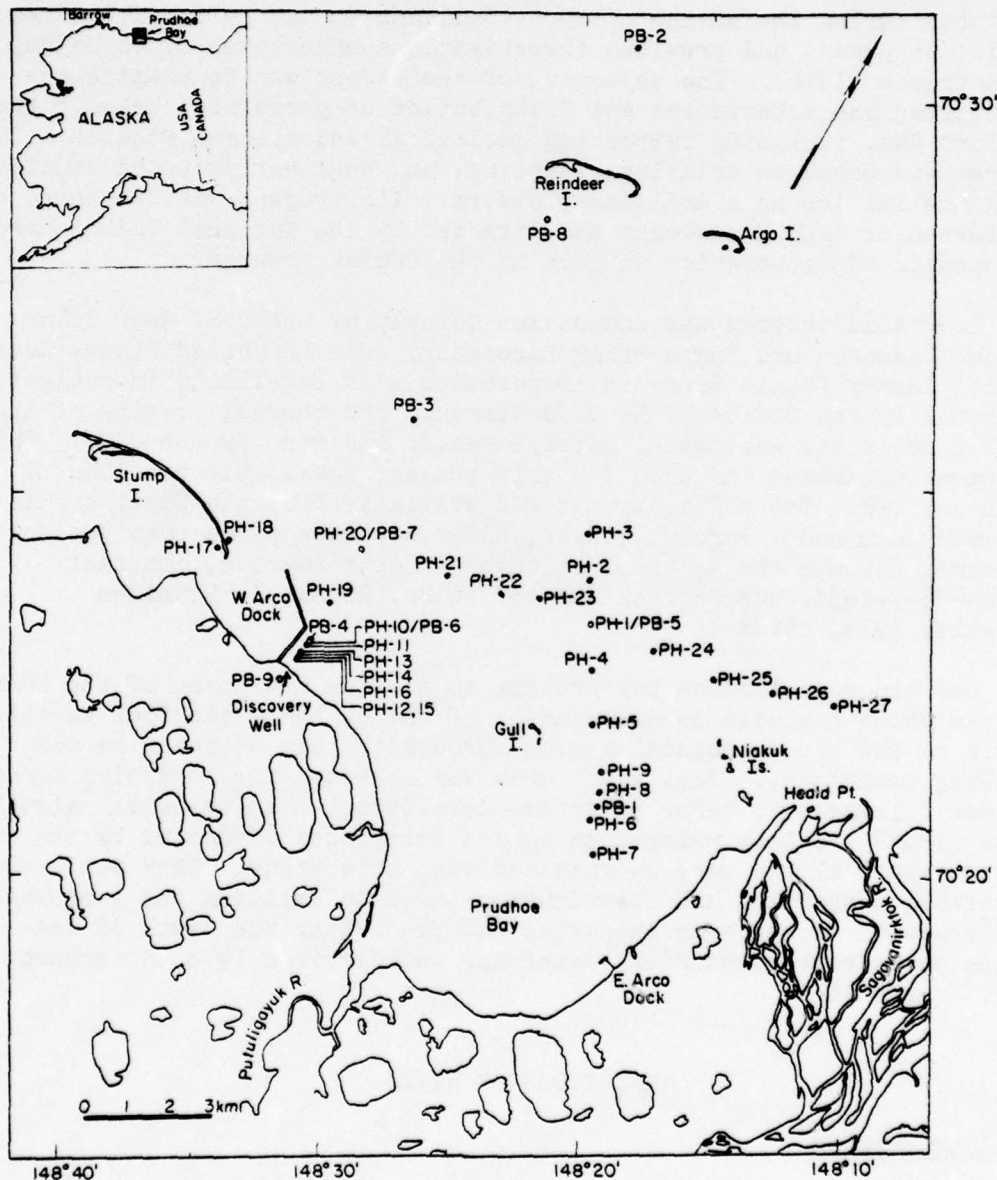 Barrow
Prudhoe
Bay
ALASKA
USA
CANADA
PB-2
70°30'
Reindeer
I.
PB-8
Argo I.
PB-3
Stump
I.
PH-18
PH-17
PH-20/PB-7
PH-3
PH-21
PH-2
PH-22
PH-19
PH-23
W. Arco
Dock
PB-4
PH-10/PB-6
PH-1/PB-5
PH-11
PH-24
PH-13
PH-4
PH-14
PB-9
PH-25
PH-16
PH-26
PH-12,15
PH-27
Discovery
Well
PH-5
Gull
I.
Niakuk
Is.
PH-9
PH-8
Heald Pt.
PB-1
PH-6
PH-7
70°20'
Prudhoe
Bay
Sagavanirktok R.
E. Arco
Dock
Putuligayuk R.
0 1 2 3 km
148°40'
148°30'
148°20'
148°10'